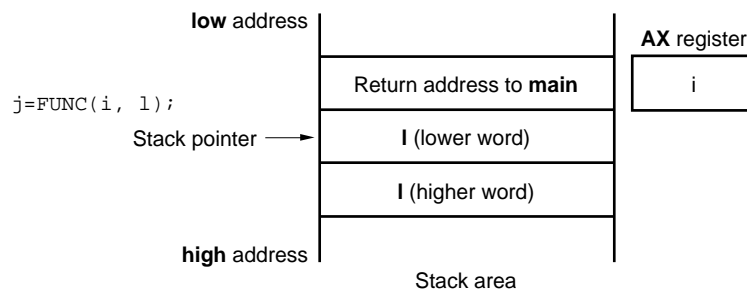 low address
AX register
Return address to main
i
j=FUNC(i, l);
Stack pointer
l (lower word)
l (higher word)
high address
Stack area